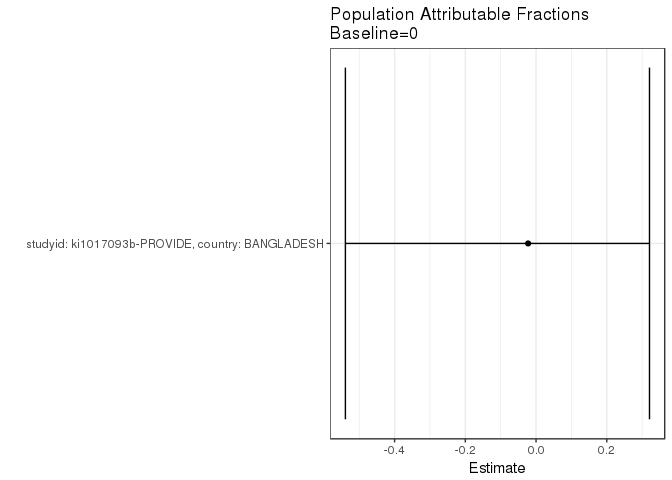 Population Attributable Fractions
Baseline=0
studyid: ki1017093b-PROVIDE, country: BANGLADESH
-0.4 -0.2 0.0 0.2
Estimate